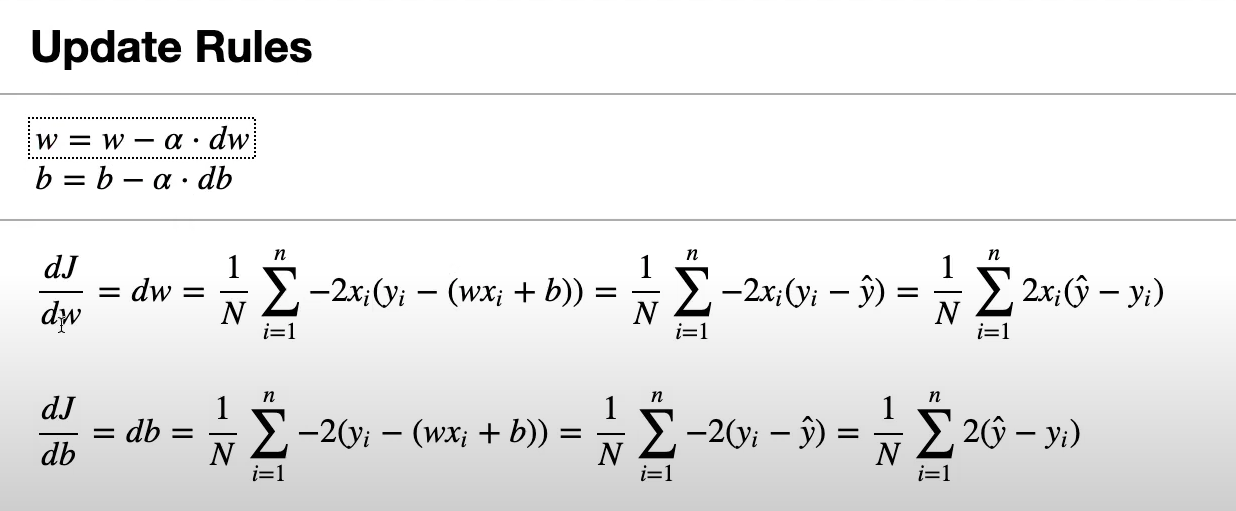 Update Rules
w = w − α · dw
b = b − α · db
dJ/dw = dw = 1/N ∑_{i=1}^{n} −2x_i(y_i − (wx_i + b)) = 1/N ∑_{i=1}^{n} −2x_i(y_i − ŷ) = 1/N ∑_{i=1}^{n} 2x_i(ŷ − y_i)
dJ/db = db = 1/N ∑_{i=1}^{n} −2(y_i − (wx_i + b)) = 1/N ∑_{i=1}^{n} −2(y_i − ŷ) = 1/N ∑_{i=1}^{n} 2(ŷ − y_i)